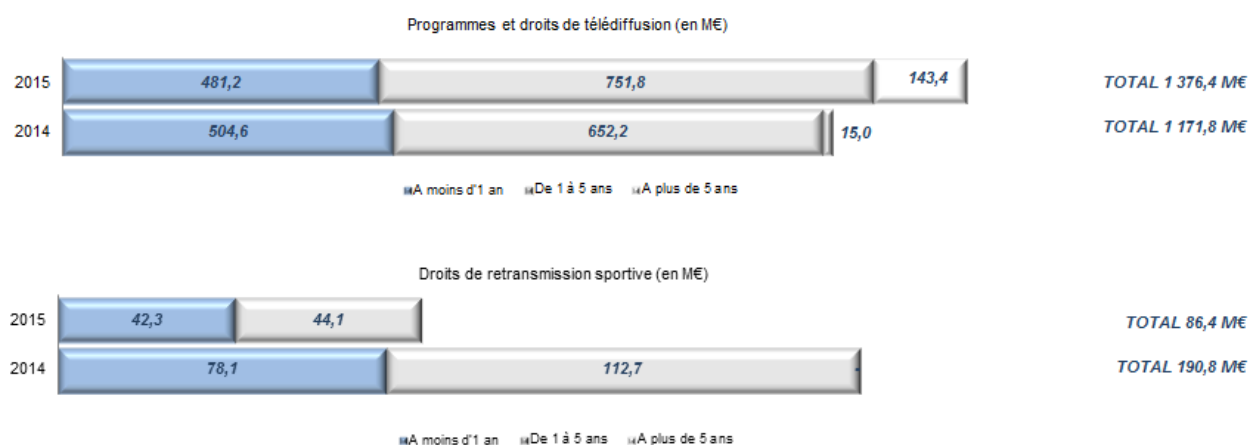 Programmes et droits de télédiffusion (en M€)
2015 481,2 751,8 143,4 TOTAL 1 376,4 M€
2014 504,6 652,2 15,0 TOTAL 1 171,8 M€
A moins d'1 an De 1 à 5 ans A plus de 5 ans
Droits de retransmission sportive (en M€)
2015 42,3 44,1 TOTAL 86,4 M€
2014 78,1 112,7 - TOTAL 190,8 M€
A moins d'1 an De 1 à 5 ans A plus de 5 ans